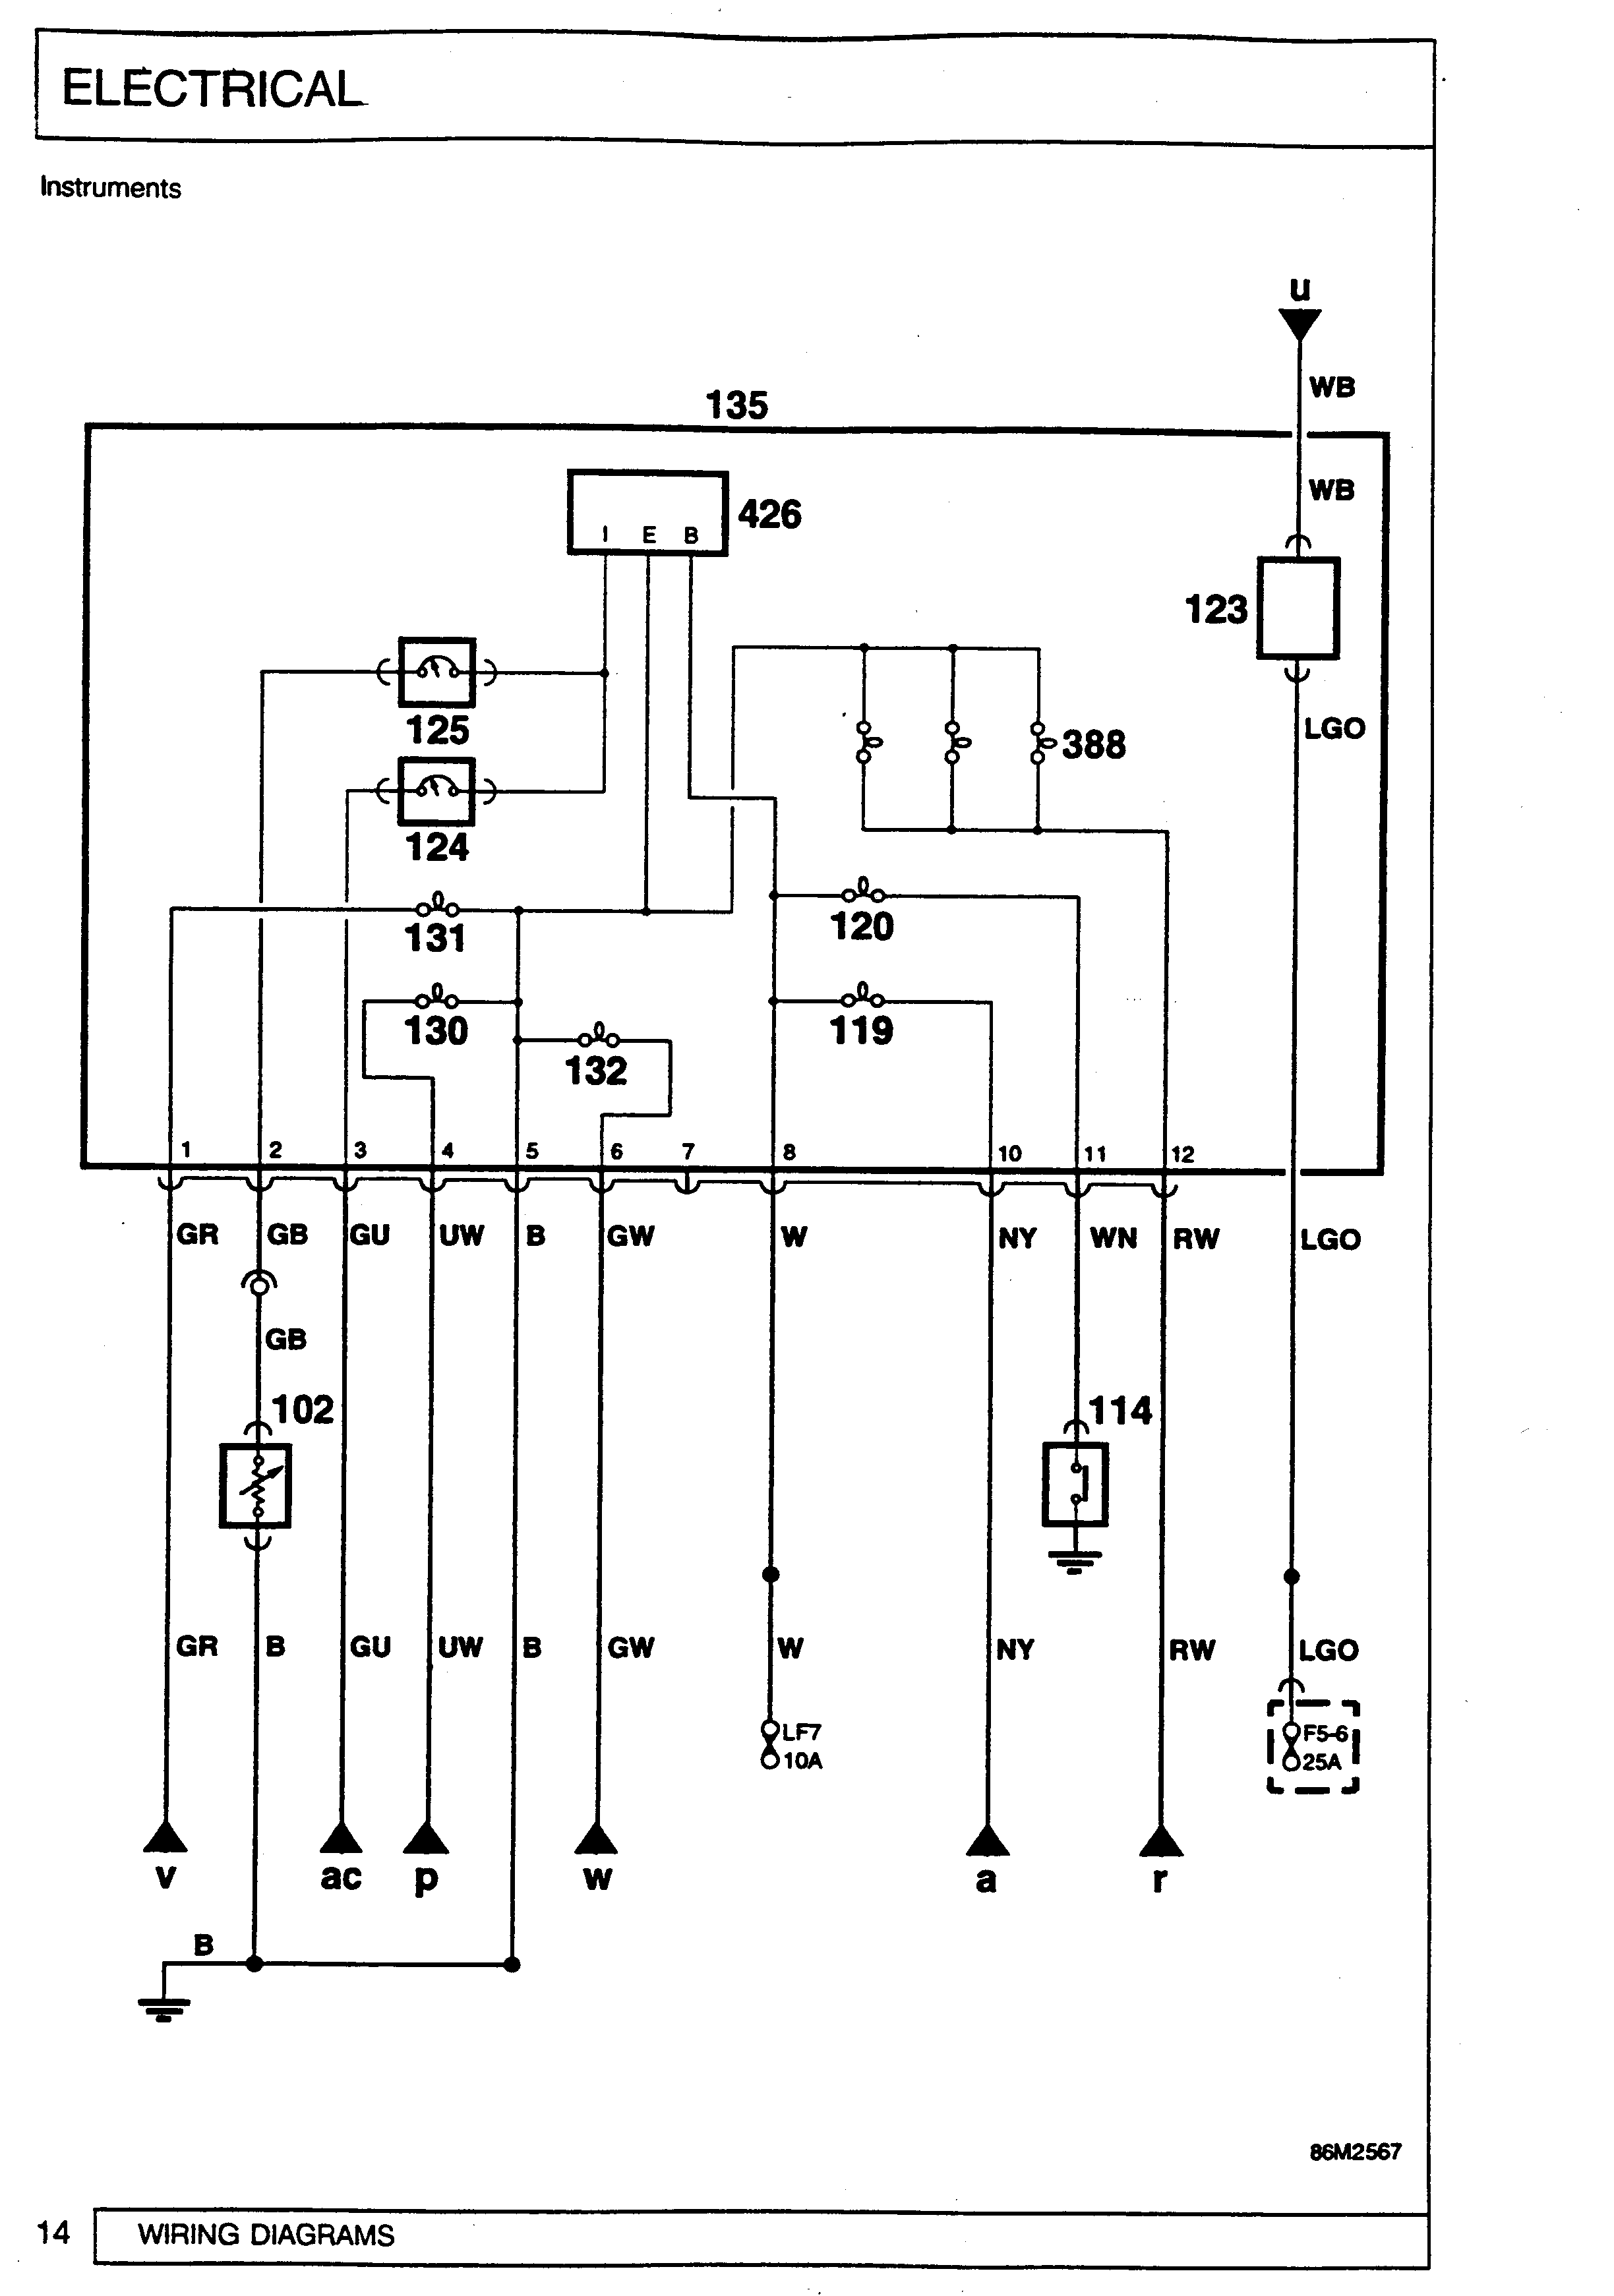 ELECTRICAL
Instruments
u
WB
135
WB
426
I E B
123
125
388
LGO
124
131
120
130
119
132
1 2 3 4 5 6 7 8 10 11 12
GR GB GU UW B GW W NY WN RW LGO
GB
102
114
GR B GU UW B GW W NY RW LGO
LF7
10A
F5-6
25A
v ac p w a r
B
86M2567
14 WIRING DIAGRAMS